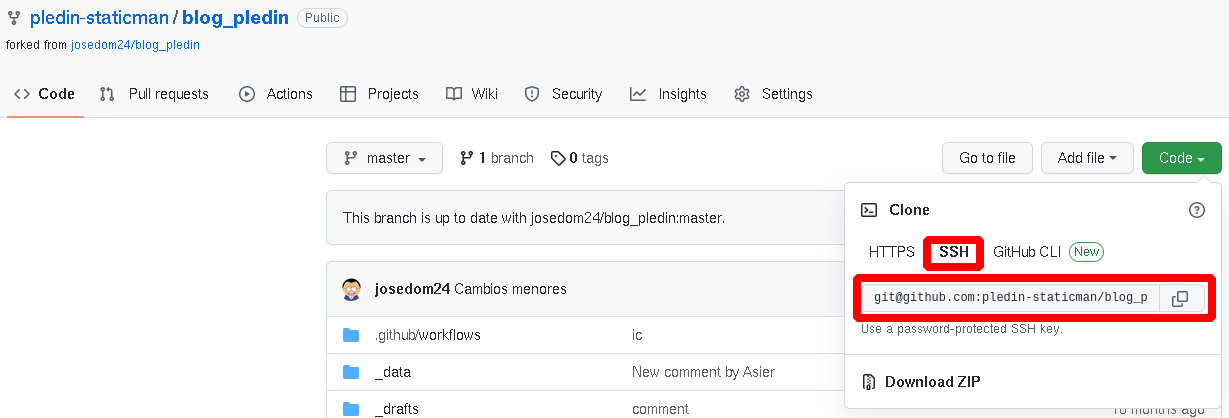 pledin-staticman / blog_pledin Public
forked from josedom24/blog_pledin
Code Pull requests Actions Projects Wiki Security Insights Settings
master 1 branch 0 tags Go to file Add file Code
This branch is up to date with josedom24/blog_pledin:master.
Clone
HTTPS SSH GitHub CLI New
git@github.com:pledin-staticman/blog_p
Use a password-protected SSH key.
Download ZIP
josedom24 Cambios menores
.github/workflows ic
_data New comment by Asier
_drafts comment 10 months ago